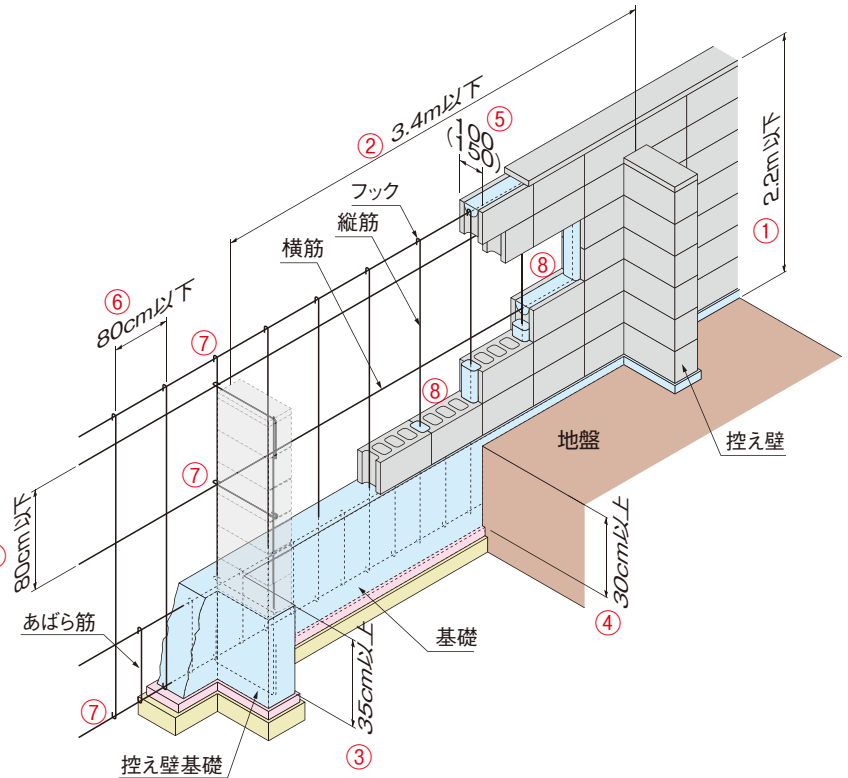 ② 3.4m以下
⑤
100
(150)
フック
縦筋
横筋
2.2m以下
①
⑥
80cm以下
⑦
⑧
⑧
⑦
地盤
控え壁
80cm以下
30cm以上
④
あばら筋
基礎
35cm以上
⑦
③
控え壁基礎